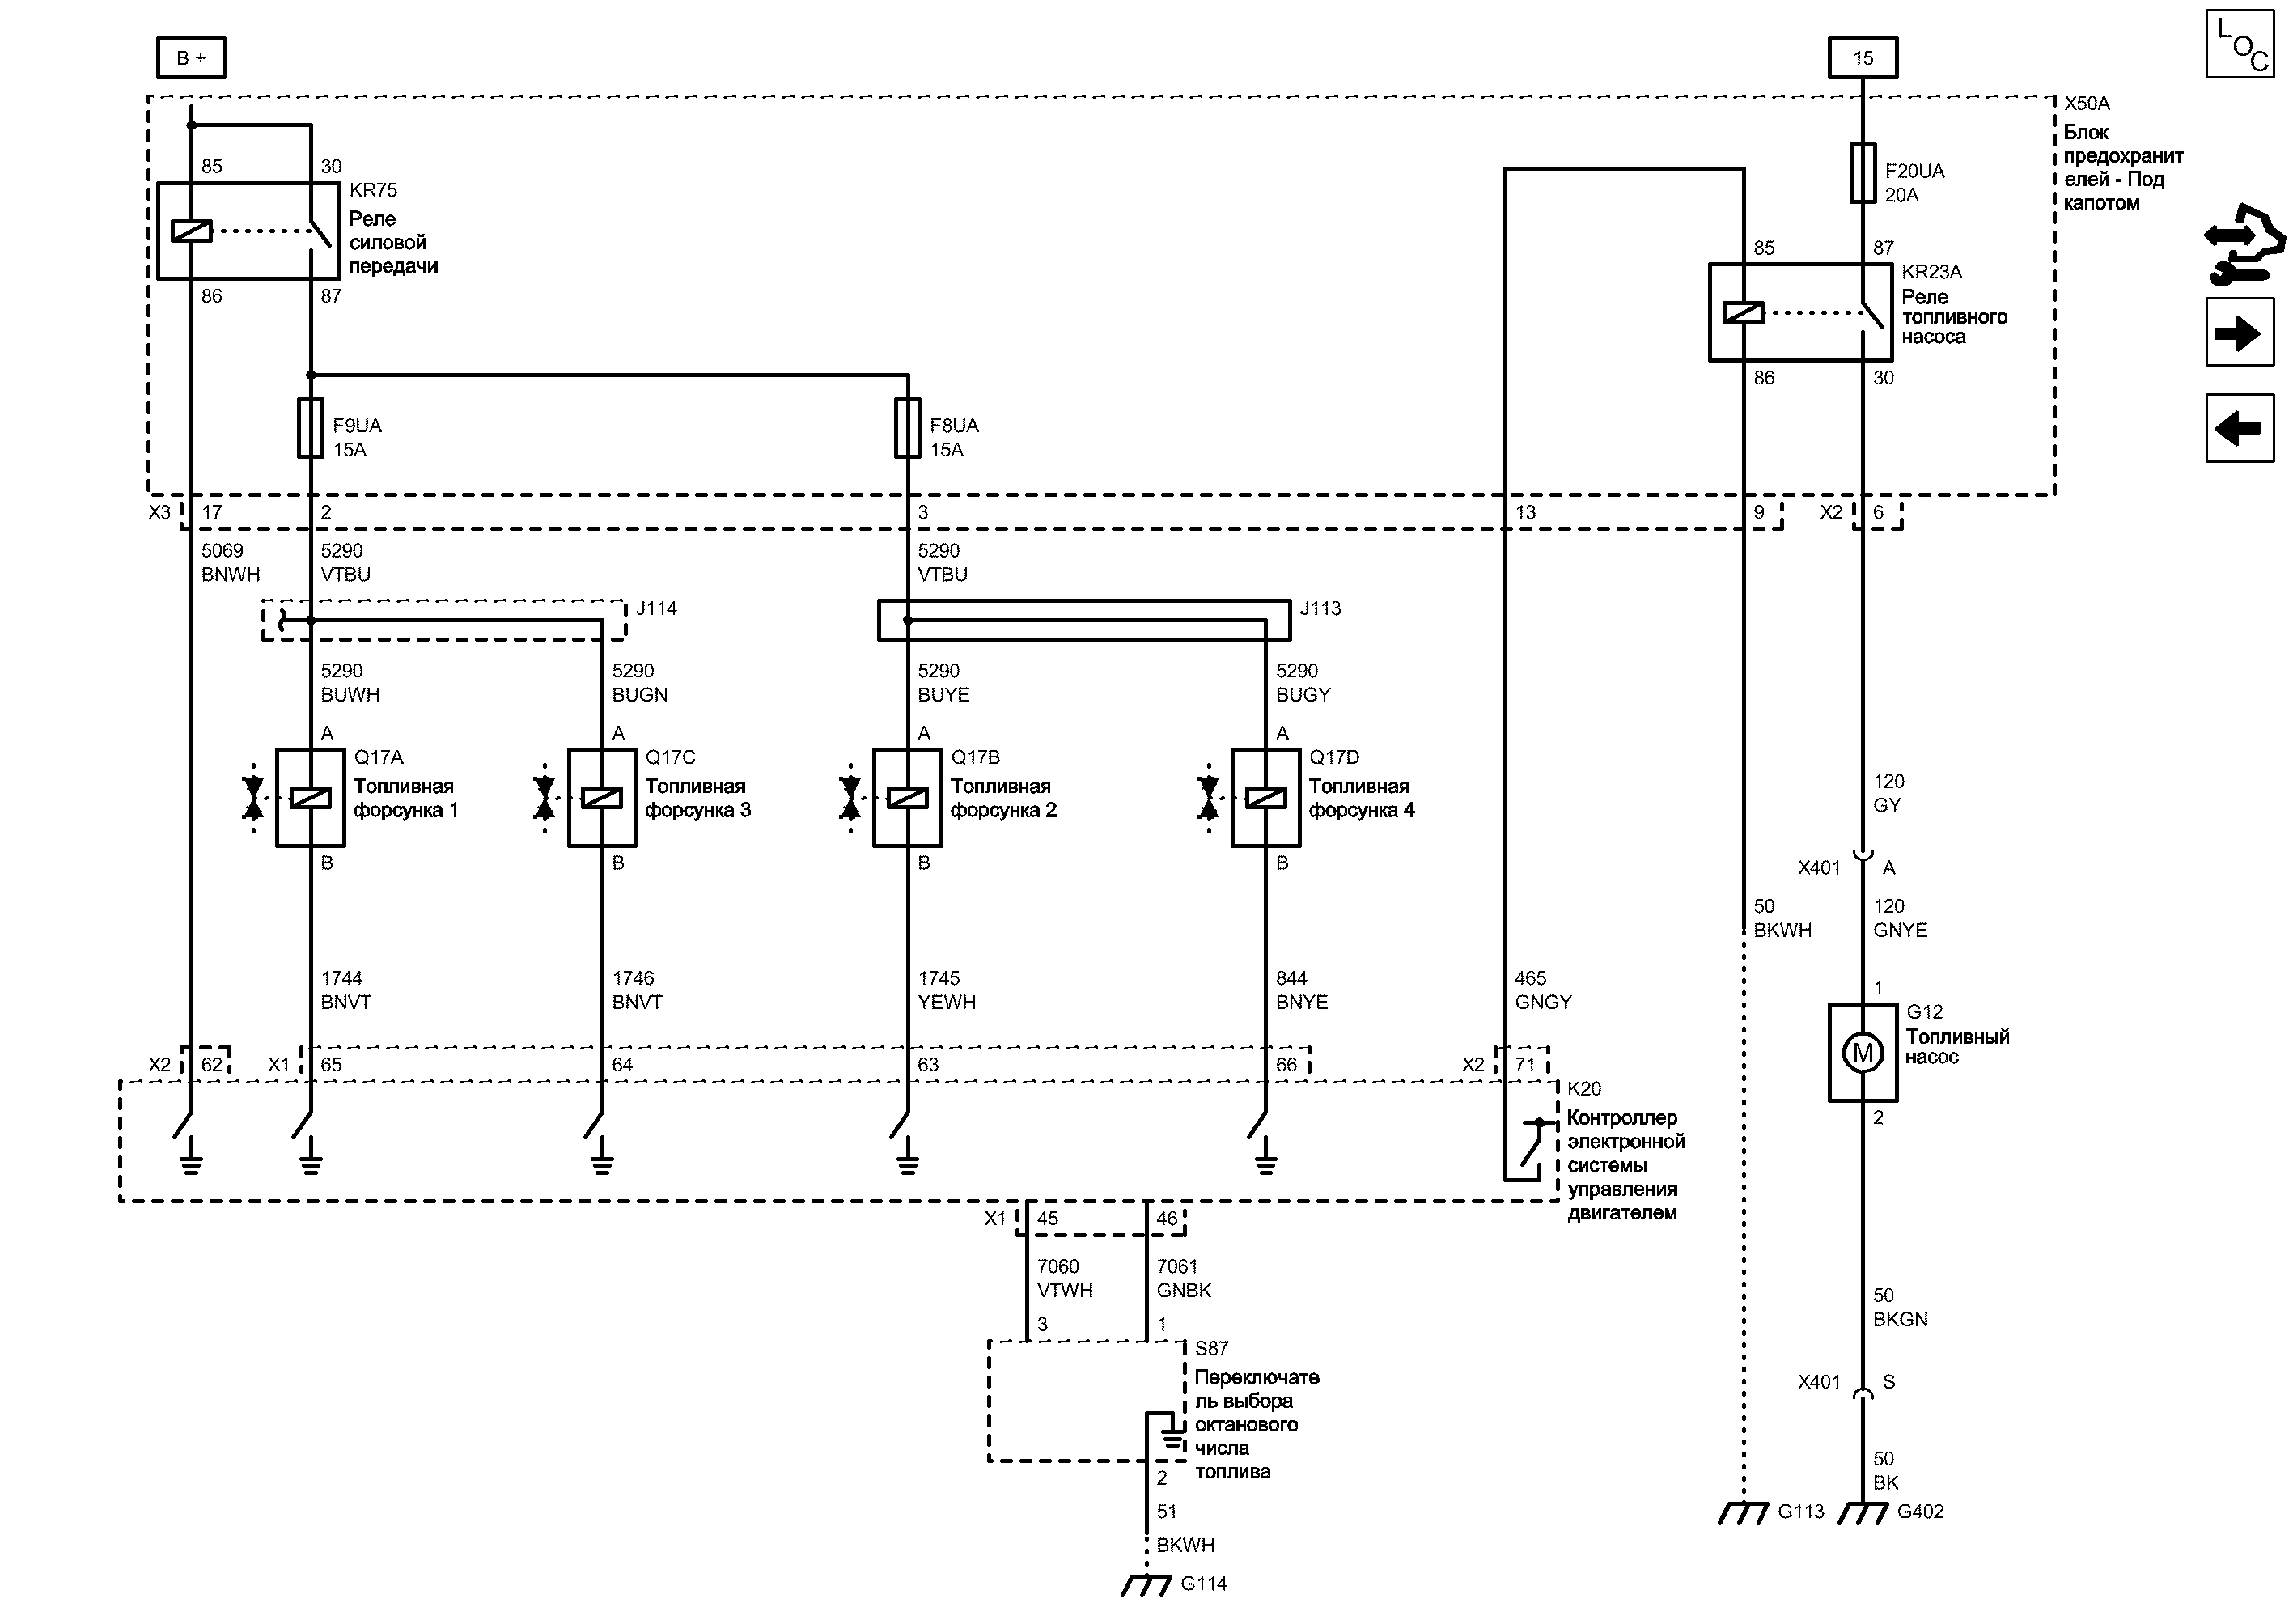 B +
15
L
O
C
X50A
Блок
предохранит
елей - Под
капотом
85
30
KR75
Реле
силовой
передачи
86
87
F20UA
20A
85
87
KR23A
Реле
топливного
насоса
86
30
F9UA
15A
F8UA
15A
X3
17
2
3
13
9
X2
6
5069
BNWH
5290
VTBU
5290
VTBU
J114
J113
5290
BUWH
5290
BUGN
5290
BUYE
5290
BUGY
A
A
A
A
Q17A
Топливная
форсунка 1
Q17C
Топливная
форсунка 3
Q17B
Топливная
форсунка 2
Q17D
Топливная
форсунка 4
B
B
B
B
120
GY
X401
A
50
BKWH
120
GNYE
1744
BNVT
1746
BNVT
1745
YEWH
844
BNYE
465
GNGY
1
G12
Топливный
насос
M
2
X2
62
X1
65
64
63
66
X2
71
K20
Контроллер
электронной
системы
управления
двигателем
X1
45
46
7060
VTWH
7061
GNBK
3
1
S87
Переключате
ль выбора
октанового
числа
топлива
2
51
BKWH
G114
50
BKGN
X401
S
50
BK
G113
G402